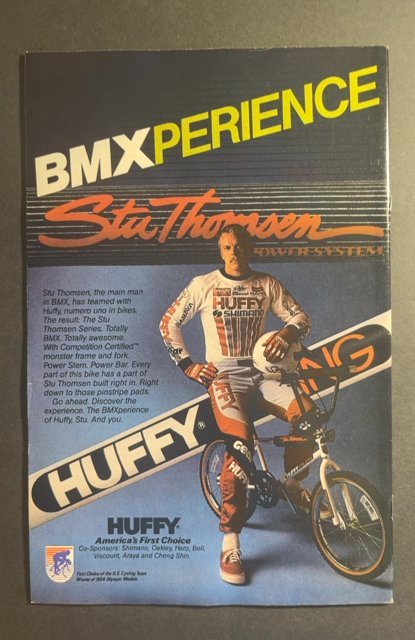 BMXPERIENCE
Stu Thomsen
POWER SYSTEM
Stu Thomsen, the main man
in BMX, has teamed with
Huffy, numero uno in bikes.
The result: The Stu
Thomsen Series. Totally
BMX. Totally awesome.
With Competition Certified™
monster frame and fork.
Power Stem. Power Bar. Every
part of this bike has a part of
Stu Thomsen built right in. Right
down to those pinstripe pads.
Go ahead. Discover the
experience. The BMXperience
of Huffy, Stu. And you.
HUFFY
SHIMANO
HUFFY®
ING
HUFFY®
America's First Choice
Co-Sponsors: Shimano, Oakley, Haro, Bell,
Viscount, Araya and Cheng Shin.
First Choice of the U.S. Cycling Team
Winner of 1984 Olympic Medals